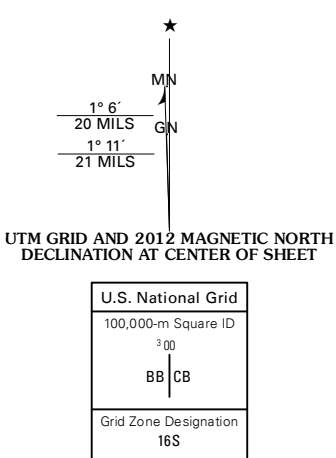 ★
MN
1° 6´
20 MILS
GN
1° 11´
21 MILS
UTM GRID AND 2012 MAGNETIC NORTH
DECLINATION AT CENTER OF SHEET
U.S. National Grid
100,000-m Square ID
3 00
BB CB
Grid Zone Designation
16S